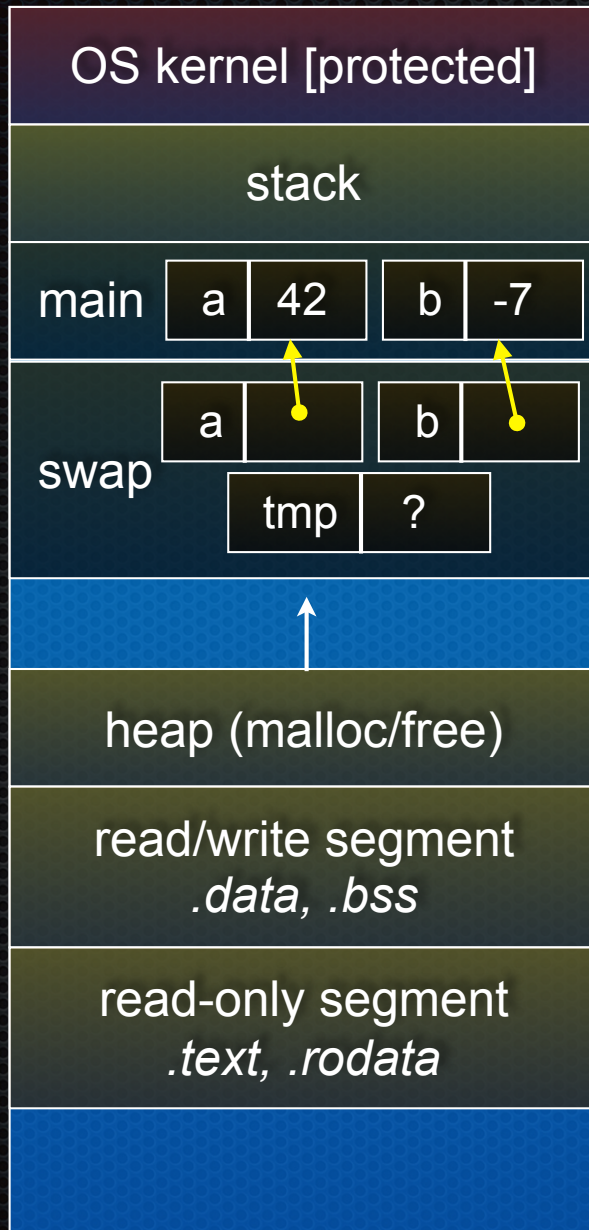 OS kernel [protected]
stack
main a 42 b -7
a b
swap
tmp ?
heap (malloc/free)
read/write segment
.data, .bss
read-only segment
.text, .rodata